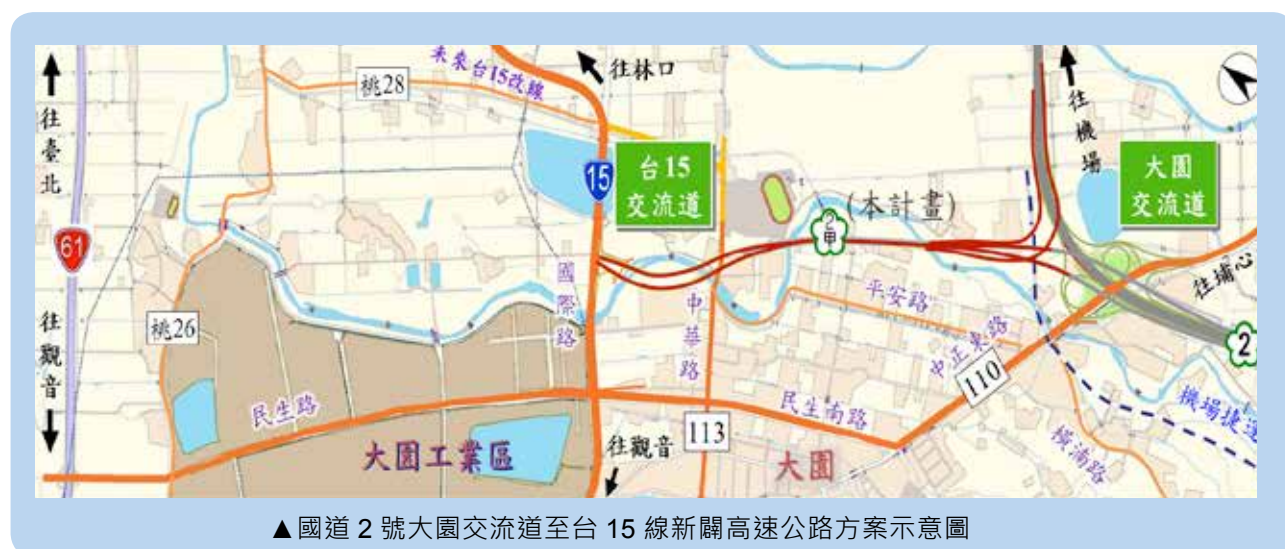 往臺北
61
往觀音
桃28
未來台15改線
往林口
15
台15
交流道
往機場
大園
交流道
2甲
(本計畫)
國際路
中華路
平安路
中正東路
往埔心
2
桃26
民生路
大園工業區
往觀音
113
民生南路
大園
110
橫湳路
機場捷運
▲國道 2 號大園交流道至台 15 線新闢高速公路方案示意圖